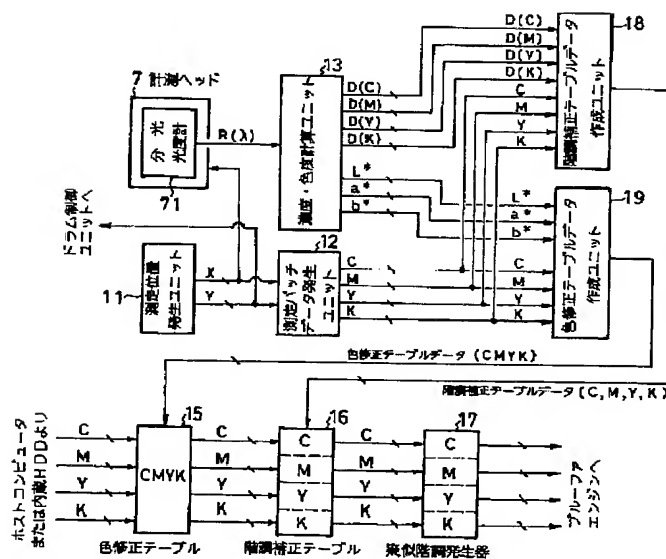 18
D(C)
D(M)
D(Y)
D(K)
C
M
Y
K
階調補正テーブルデータ
作成ユニット
7
計測ヘッド
分光
光度計
71
R(λ)
13
濃度・色度計算ユニット
D(C)
D(M)
D(Y)
D(K)
L*
a*
b*
19
L*
a*
b*
C
M
Y
K
色修正テーブルデータ
作成ユニット
ドラム制御
ユニットへ
11
測定位置
発生ユニット
X
Y
12
測定パッチ
データ発生
ユニット
C
M
Y
K
色修正テーブルデータ(CMYK)
階調補正テーブルデータ(C,M,Y,K)
ホストコンピュータ
または内蔵HDDより
C
M
Y
K
15
CMYK
色修正テーブル
C
M
Y
K
16
C
M
Y
K
階調補正テーブル
C
M
Y
K
17
C
M
Y
K
疑似階調発生器
プルーファ
エンジンへ